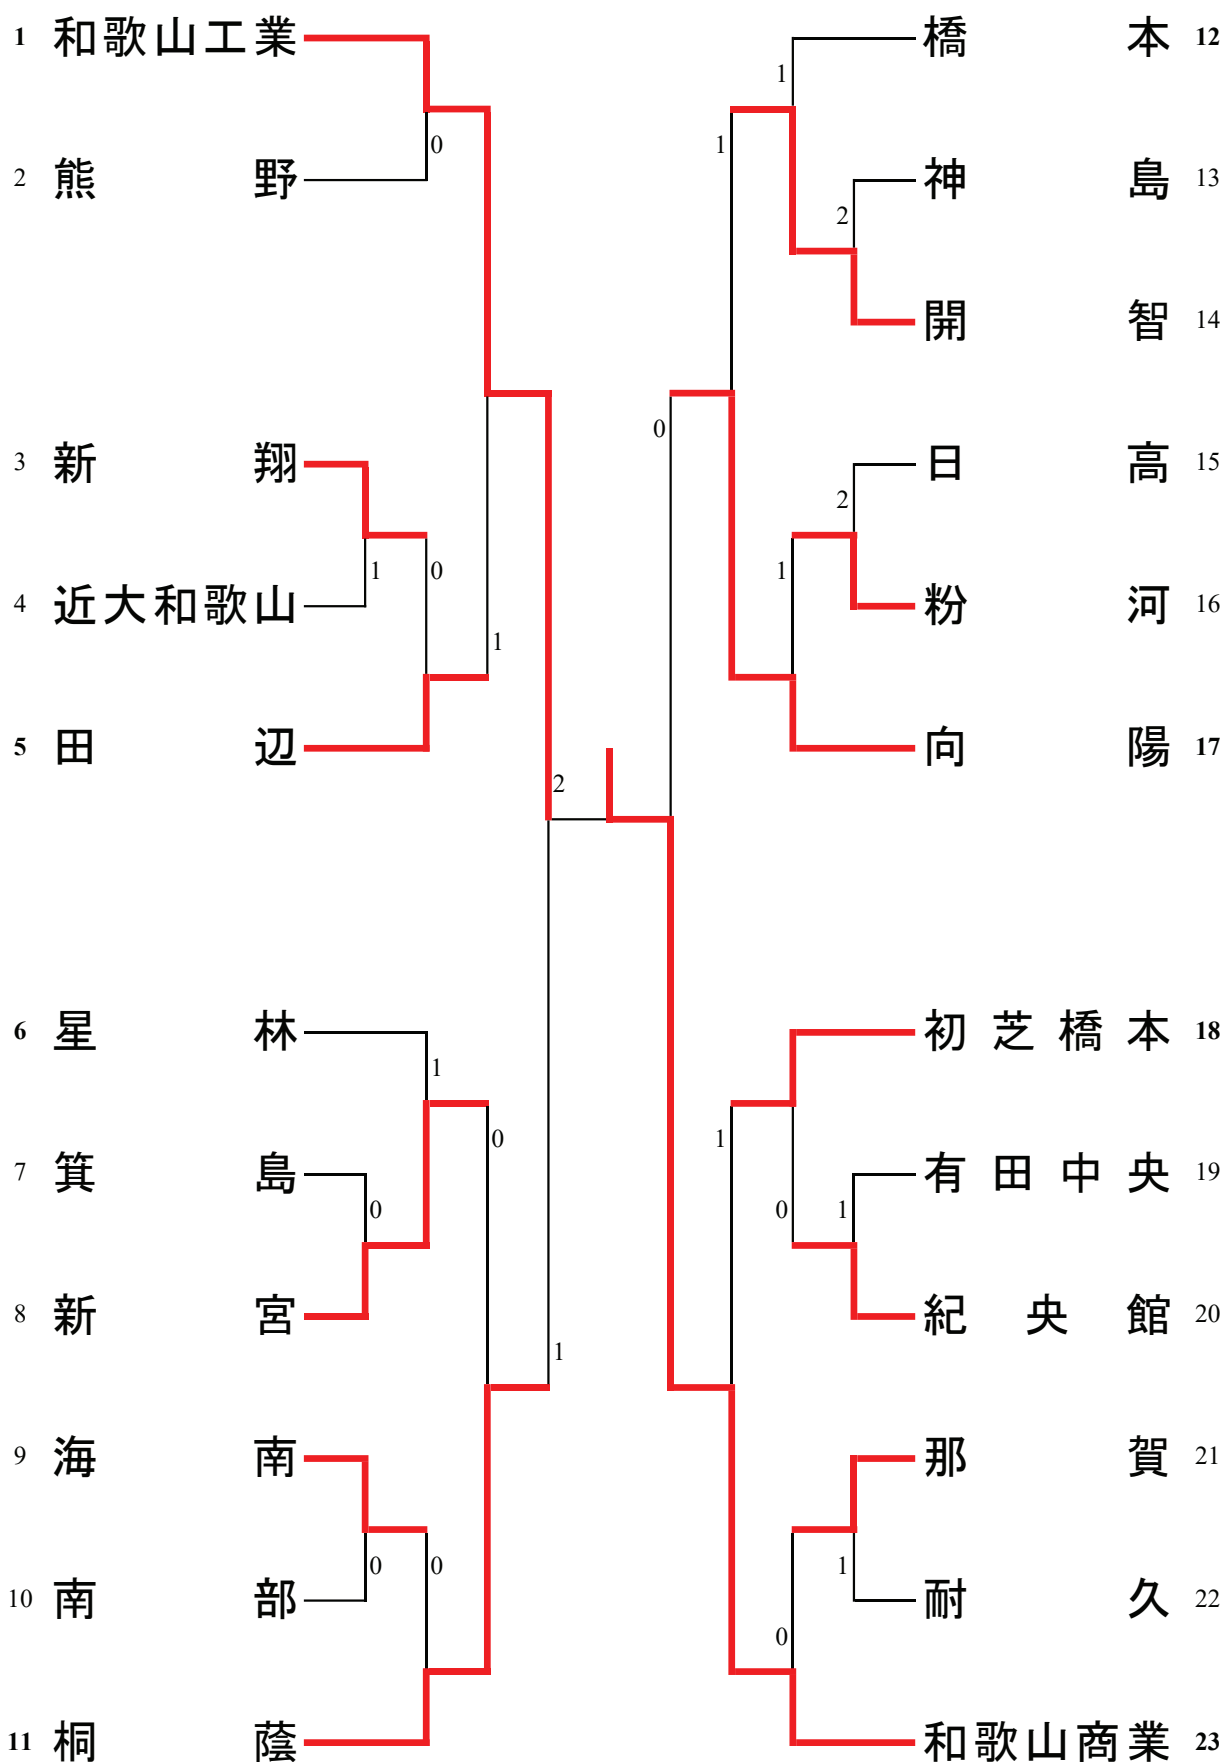 1 和歌山工業
0
2 熊野
3 新翔
1
0
4 近大和歌山
1
5 田辺
2
6 星林
1
0
7 箕島
0
8 新宮
1
9 海南
0
0
10 南部
11 桐蔭
橋本 12
1
1
神島 13
2
開智 14
0
日高 15
2
1
粉河 16
向陽 17
初芝橋本 18
1
有田中央 19
0
1
紀央館 20
那賀 21
1
耐久 22
0
和歌山商業 23